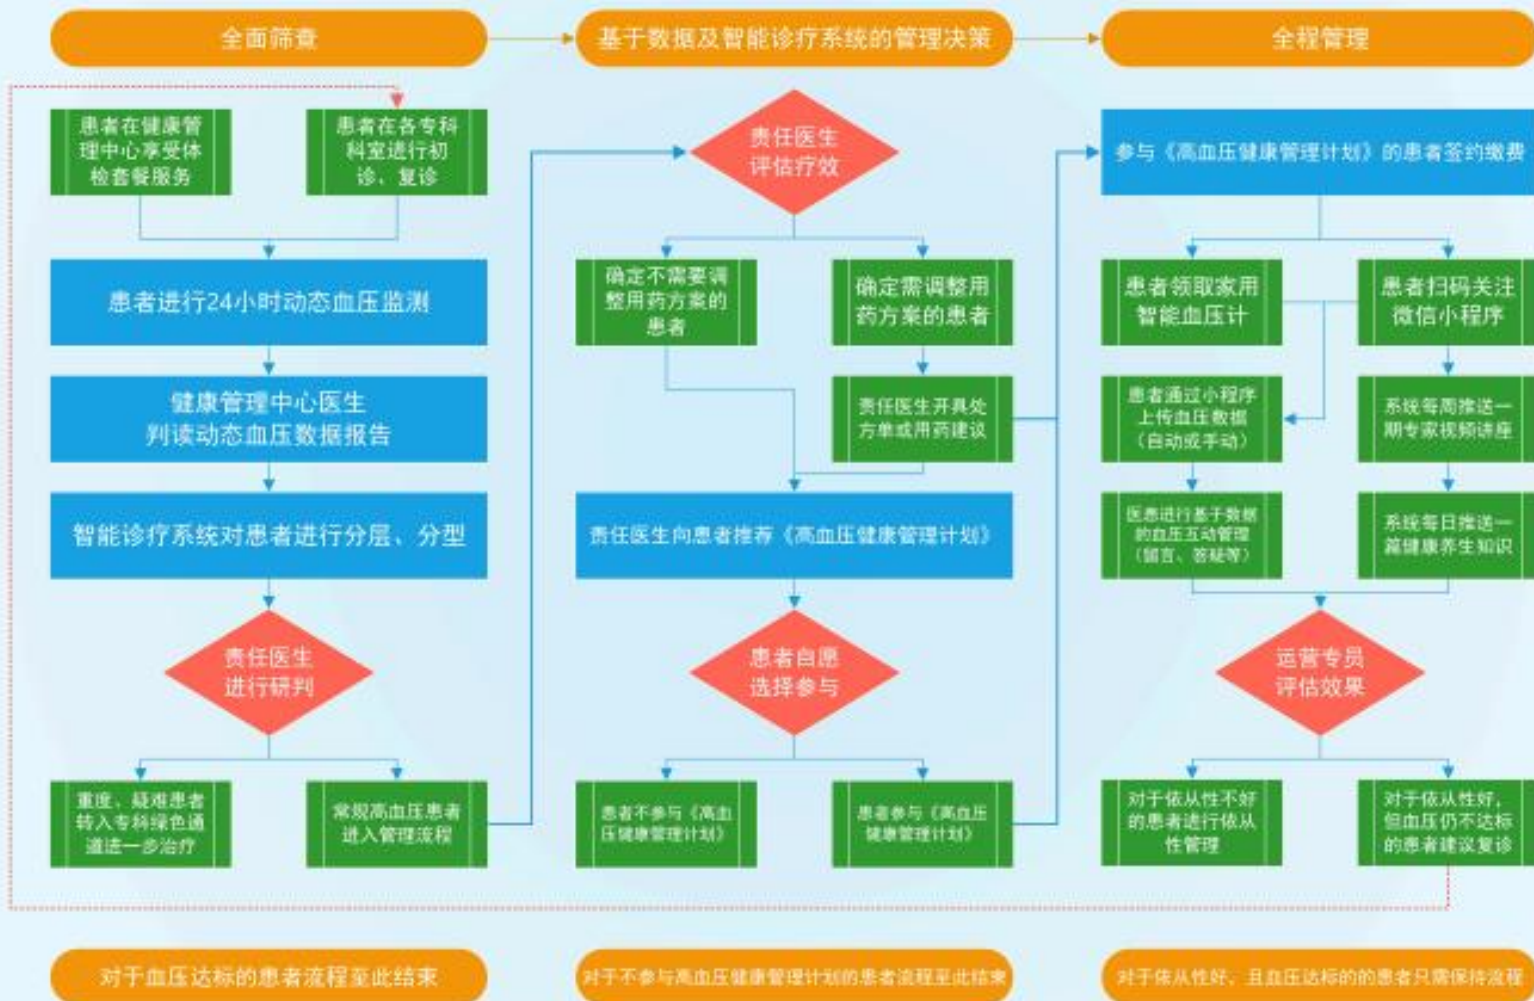 全面筛查
基于数据及智能诊疗系统的管理决策
全程管理
患者在健康管
理中心享受体
检套餐服务
患者在各专科
科室进行初
诊、复诊
患者进行24小时动态血压监测
健康管理中心医生
判读动态血压数据报告
智能诊疗系统对患者进行分层、分型
责任医生
进行研判
重度、疑难患者
转入专科绿色通
道进一步治疗
常规高血压患者
进入管理流程
责任医生
评估疗效
确定不需要调
整用药方案的
患者
确定需调整用
药方案的患者
责任医生开具处
方单或用药建议
责任医生向患者推荐《高血压健康管理计划》
患者自愿
选择参与
患者不参与《高血
压健康管理计划》
患者参与《高血压
健康管理计划》
参与《高血压健康管理计划》的患者签约缴费
患者领取家用
智能血压计
患者扫码关注
微信小程序
患者通过小程序
上传血压数据
（自动或手动）
系统每周推送一
期专家视频讲座
医患进行基于数据
的血压互动管理
（留言、答疑等）
系统每日推送一
篇健康养生知识
运营专员
评估效果
对于依从性不好
的患者进行依从
性管理
对于依从性好，
但血压仍不达标
的患者建议复诊
对于血压达标的患者流程至此结束
对于不参与高血压健康管理计划的患者流程至此结束
对于依从性好，且血压达标的的患者只需保持流程